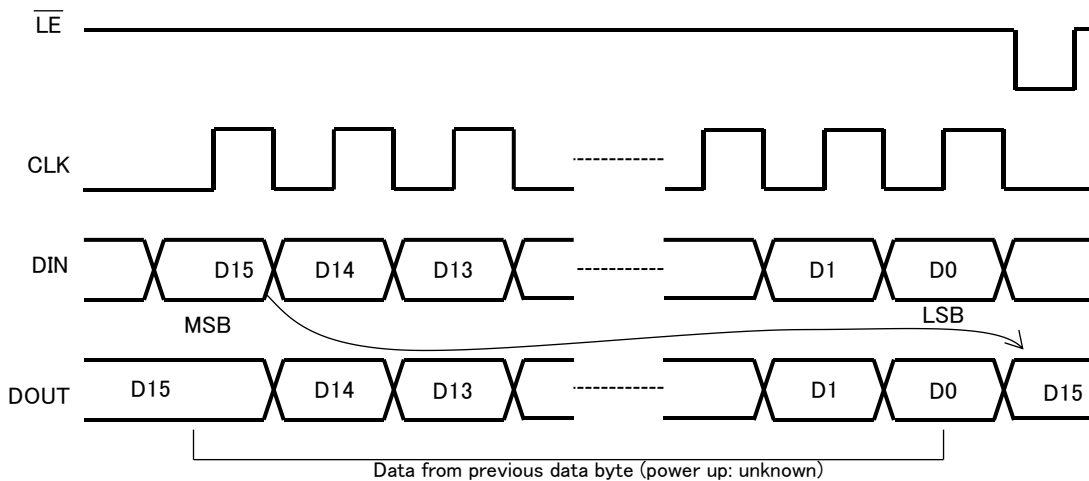 LE
CLK
DIN D15 D14 D13 D1 D0
MSB LSB
DOUT D15 D14 D13 D1 D0 D15
Data from previous data byte (power up: unknown)